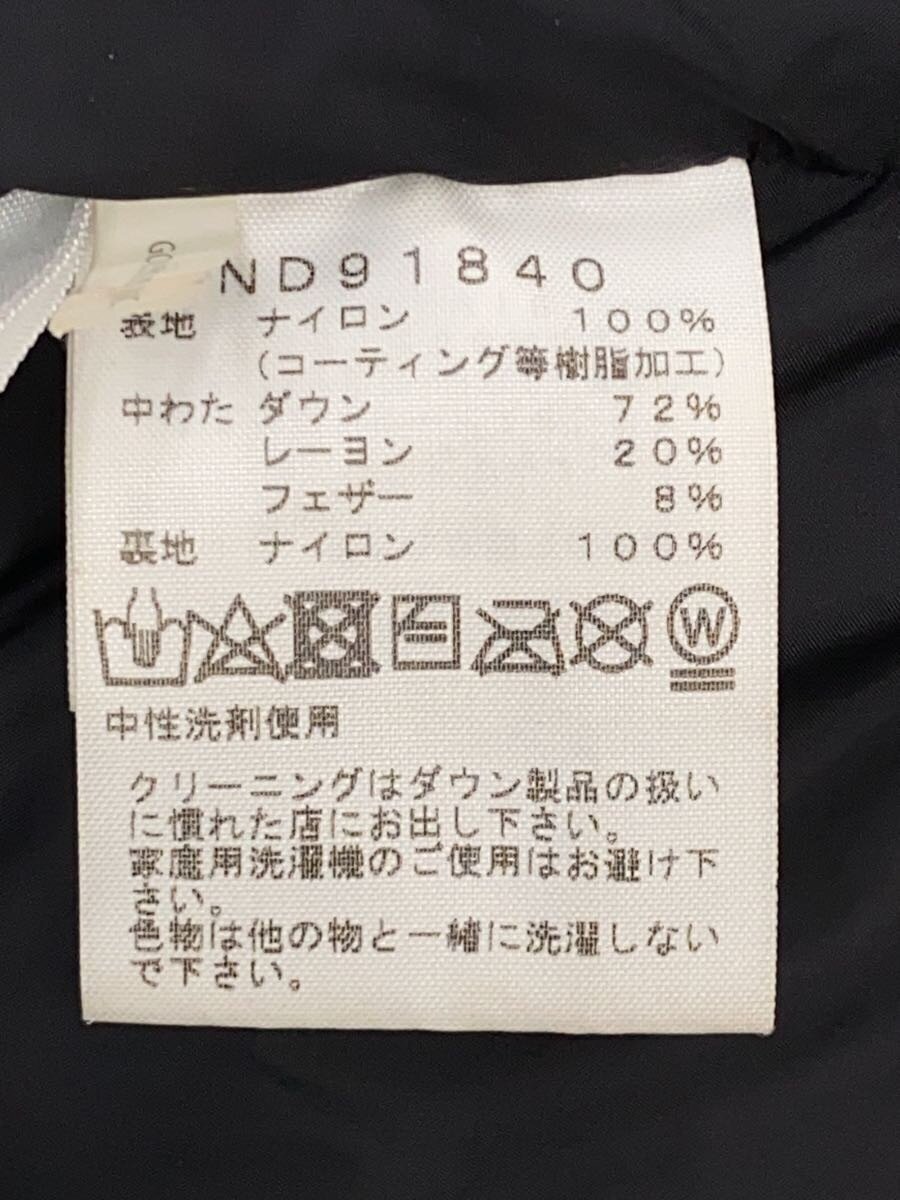 ND91840
表地 ナイロン 100%
(コーティング等樹脂加工)
中わた ダウン 72%
レーヨン 20%
フェザー 8%
裏地 ナイロン 100%
W
中性洗剤使用
クリーニングはダウン製品の扱い
に慣れた店にお出し下さい。
家庭用洗濯機のご使用はお避け下
さい。
色物は他の物と一緒に洗濯しない
で下さい。